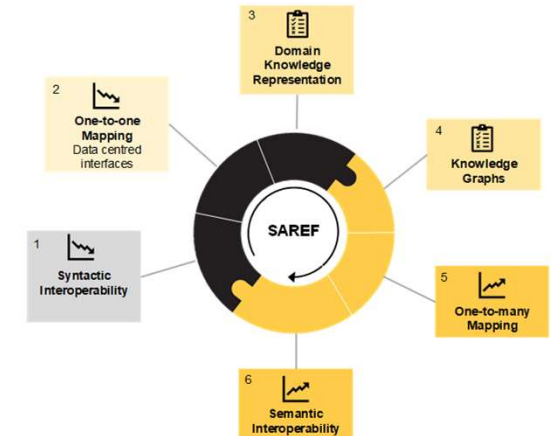 3
Domain
Knowledge
Representation
2
One-to-one
Mapping
Data centred
interfaces
4
Knowledge
Graphs
SAREF
1
Syntactic
Interoperability
5
One-to-many
Mapping
6
Semantic
Interoperability